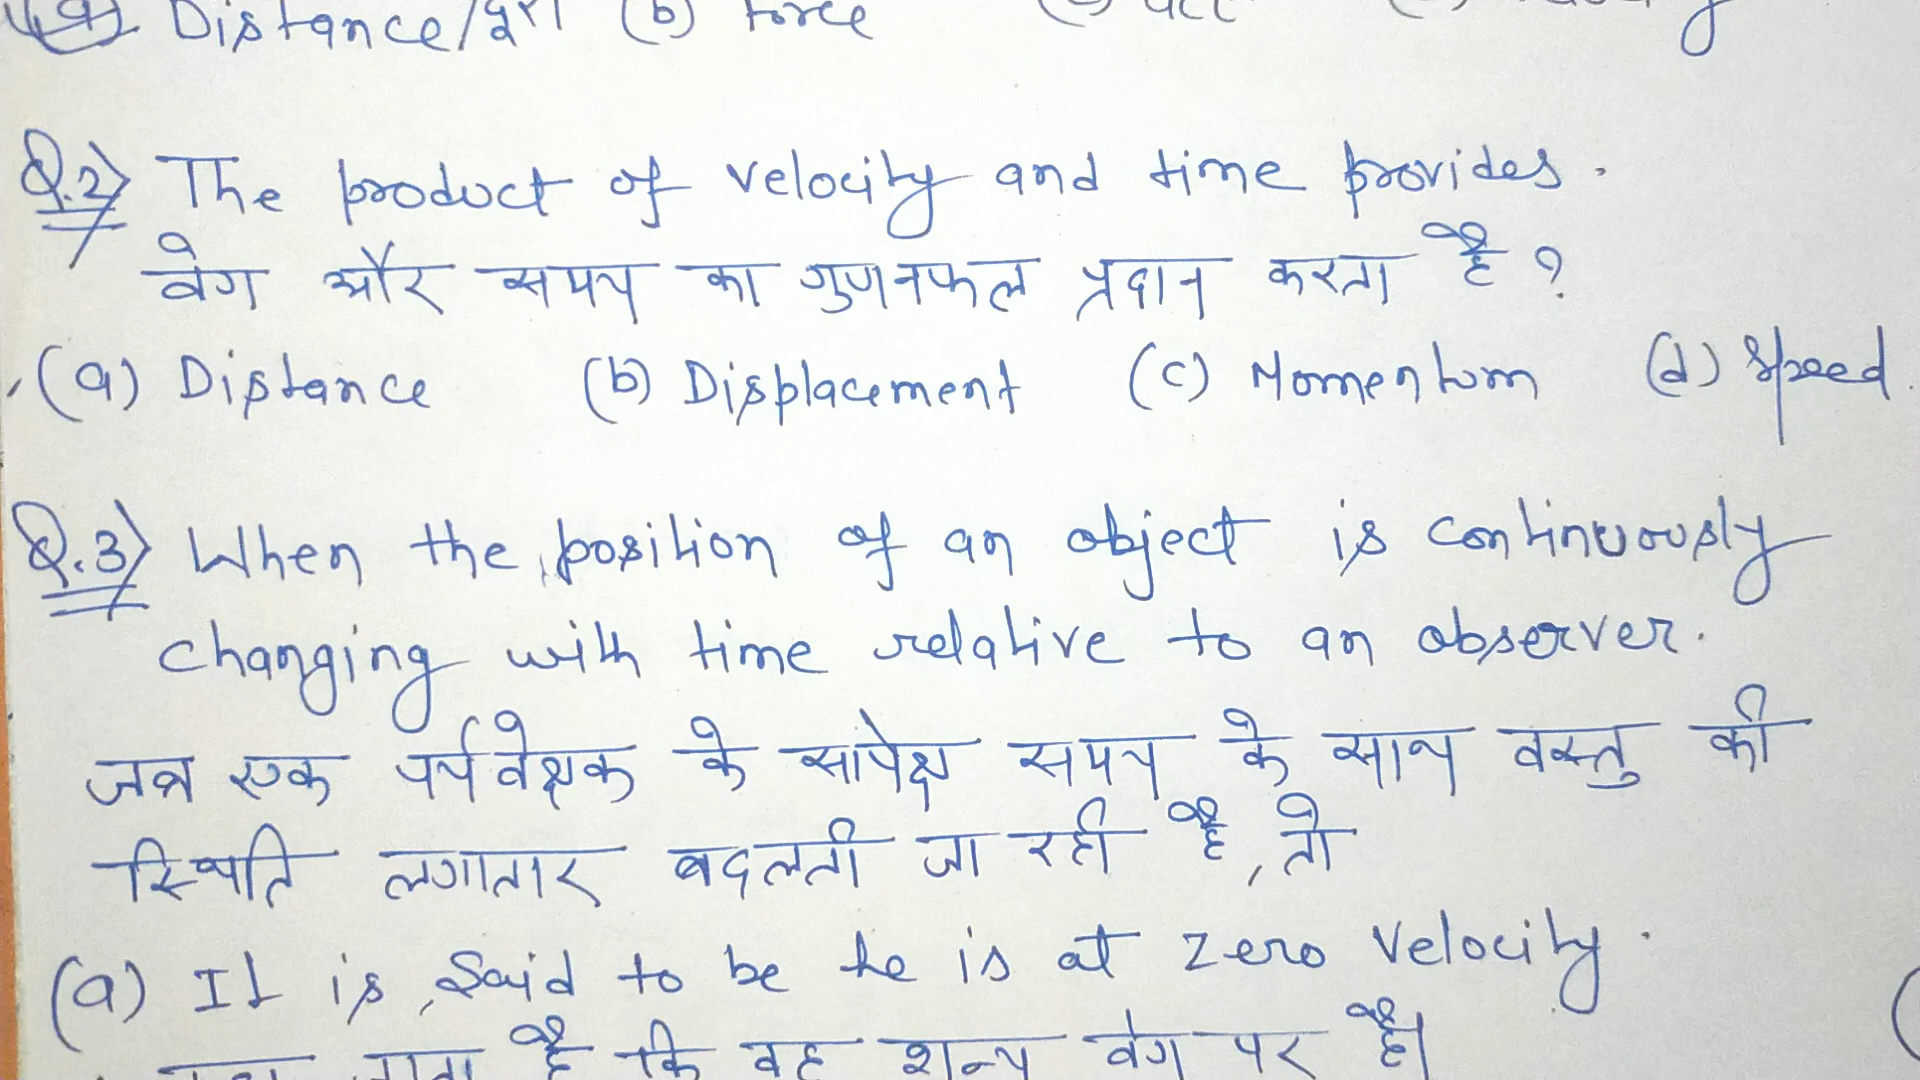 (a) Distance/दूरी (b) Force
Q.2) The product of velocity and time provides.
वेग और समय का गुणनफल प्रदान करता है ?
(a) Distance (b) Displacement (c) Momentum (d) Speed.
Q.3) When the position of an object is continuously
changing with time relative to an observer.
जब एक पर्यवेक्षक के सापेक्ष समय के साथ वस्तु की
स्थिति लगातार बदलती जा रही है, तो
(a) It is said to be he is at zero velocity.
है कि वह शून्य वेग पर है।